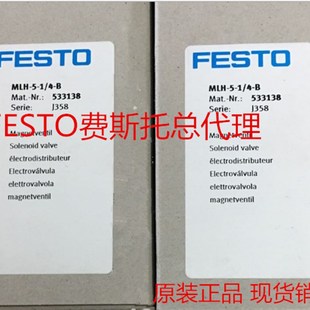 FESTO
MLH-5-1/4-B
Mat.-Nr.: 533138
Serie: J358
FESTO费斯托总代理
Magnetventil
Solenoid valve
électrodistributeur
Electroválvula
elettrovalvola
magnetventil
FESTO
MLH-5-1/4-B
Mat.-Nr.: 533138
Serie: J358
Magnetventil
Solenoid valve
électrodistributeur
Electroválvula
elettrovalvola
magnetventil
原装正品 现货销